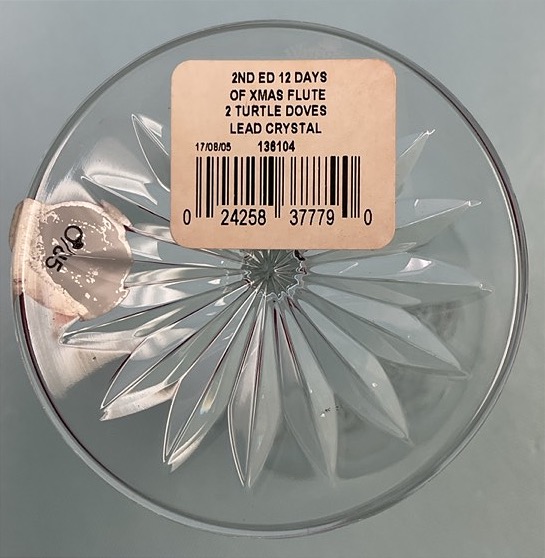 2ND ED 12 DAYS
OF XMAS FLUTE
2 TURTLE DOVES
LEAD CRYSTAL
17/08/05 136104
0 24258 37779 0